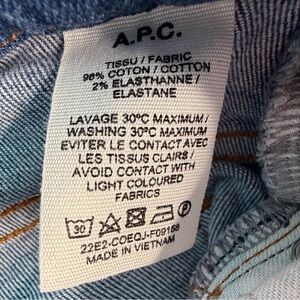 A.P.C.
TISSU / FABRIC
98% COTON / COTTON
2% ELASTHANNE /
ELASTANE
LAVAGE 30°C MAXIMUM /
WASHING 30°C MAXIMUM
EVITER LE CONTACT AVEC
LES TISSUS CLAIRS /
AVOID CONTACT WITH
LIGHT COLOURED
FABRICS
30
22E2-COEQJ-F09158
MADE IN VIETNAM